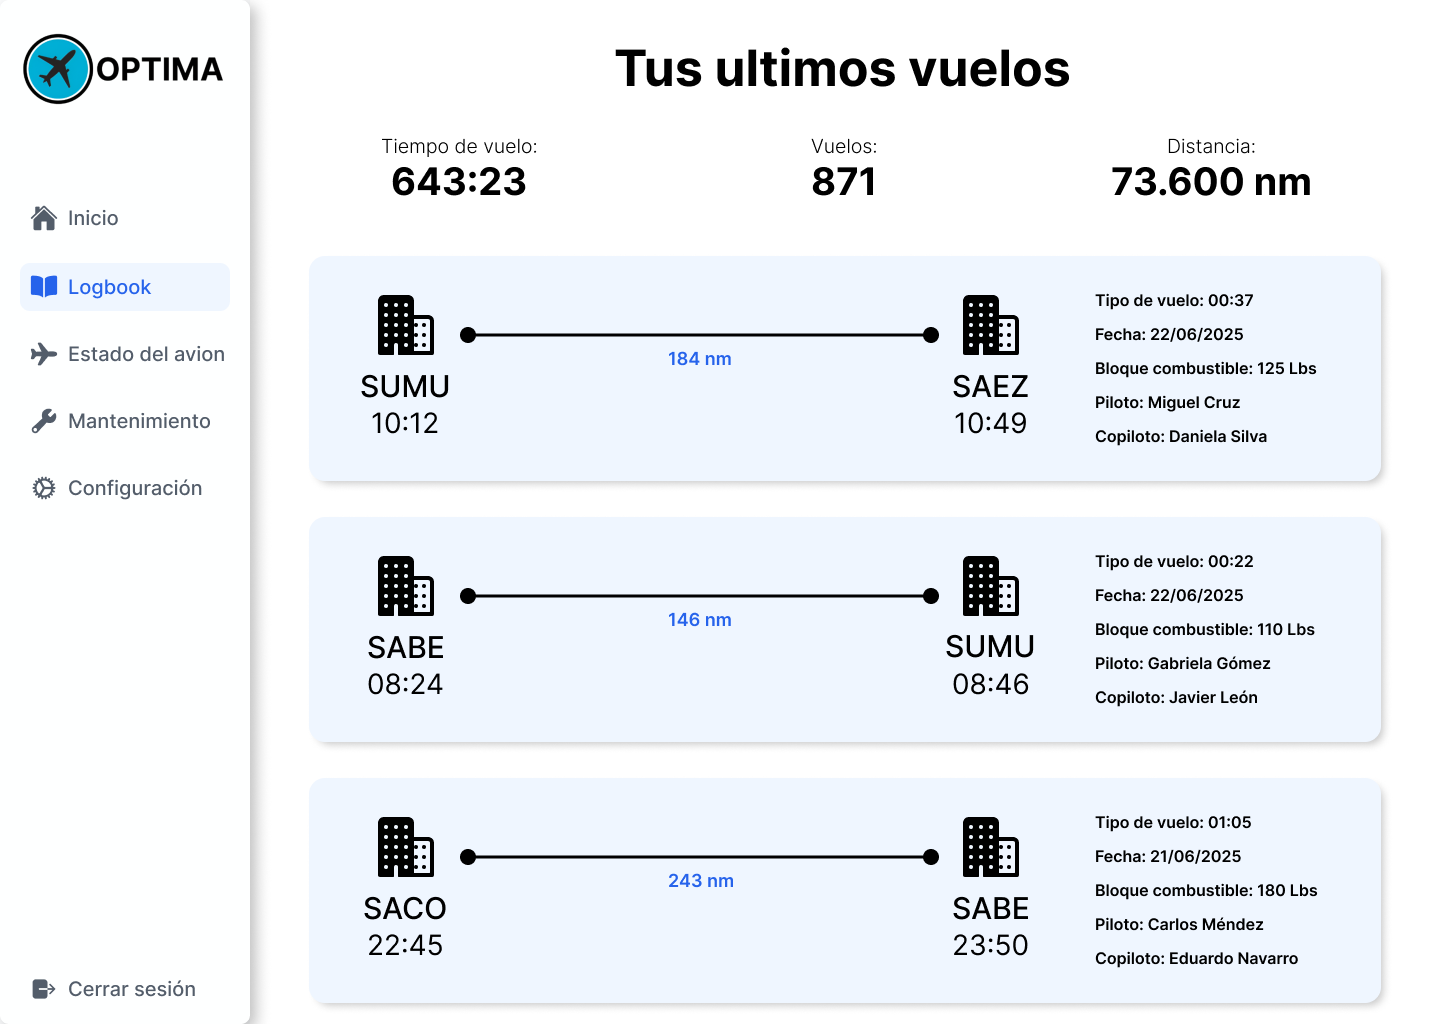 OPTIMA
Inicio
Logbook
Estado del avion
Mantenimiento
Configuración
Cerrar sesión
Tus ultimos vuelos
Tiempo de vuelo:
643:23
Vuelos:
871
Distancia:
73.600 nm
SUMU
10:12
184 nm
SAEZ
10:49
Tipo de vuelo: 00:37
Fecha: 22/06/2025
Bloque combustible: 125 Lbs
Piloto: Miguel Cruz
Copiloto: Daniela Silva
SABE
08:24
146 nm
SUMU
08:46
Tipo de vuelo: 00:22
Fecha: 22/06/2025
Bloque combustible: 110 Lbs
Piloto: Gabriela Gómez
Copiloto: Javier León
SACO
22:45
243 nm
SABE
23:50
Tipo de vuelo: 01:05
Fecha: 21/06/2025
Bloque combustible: 180 Lbs
Piloto: Carlos Méndez
Copiloto: Eduardo Navarro